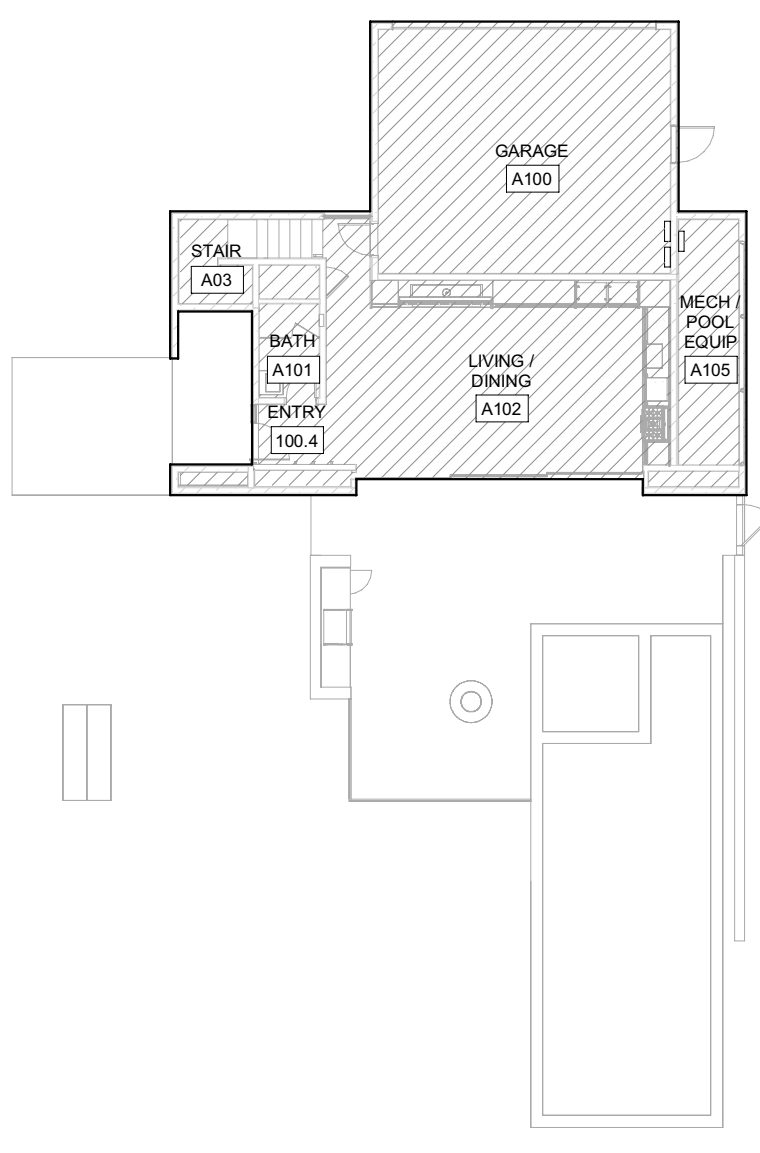 GARAGE
A100
STAIR
A03
MECH /
POOL
EQUIP
A105
BATH
A101
LIVING /
DINING
A102
ENTRY
100.4